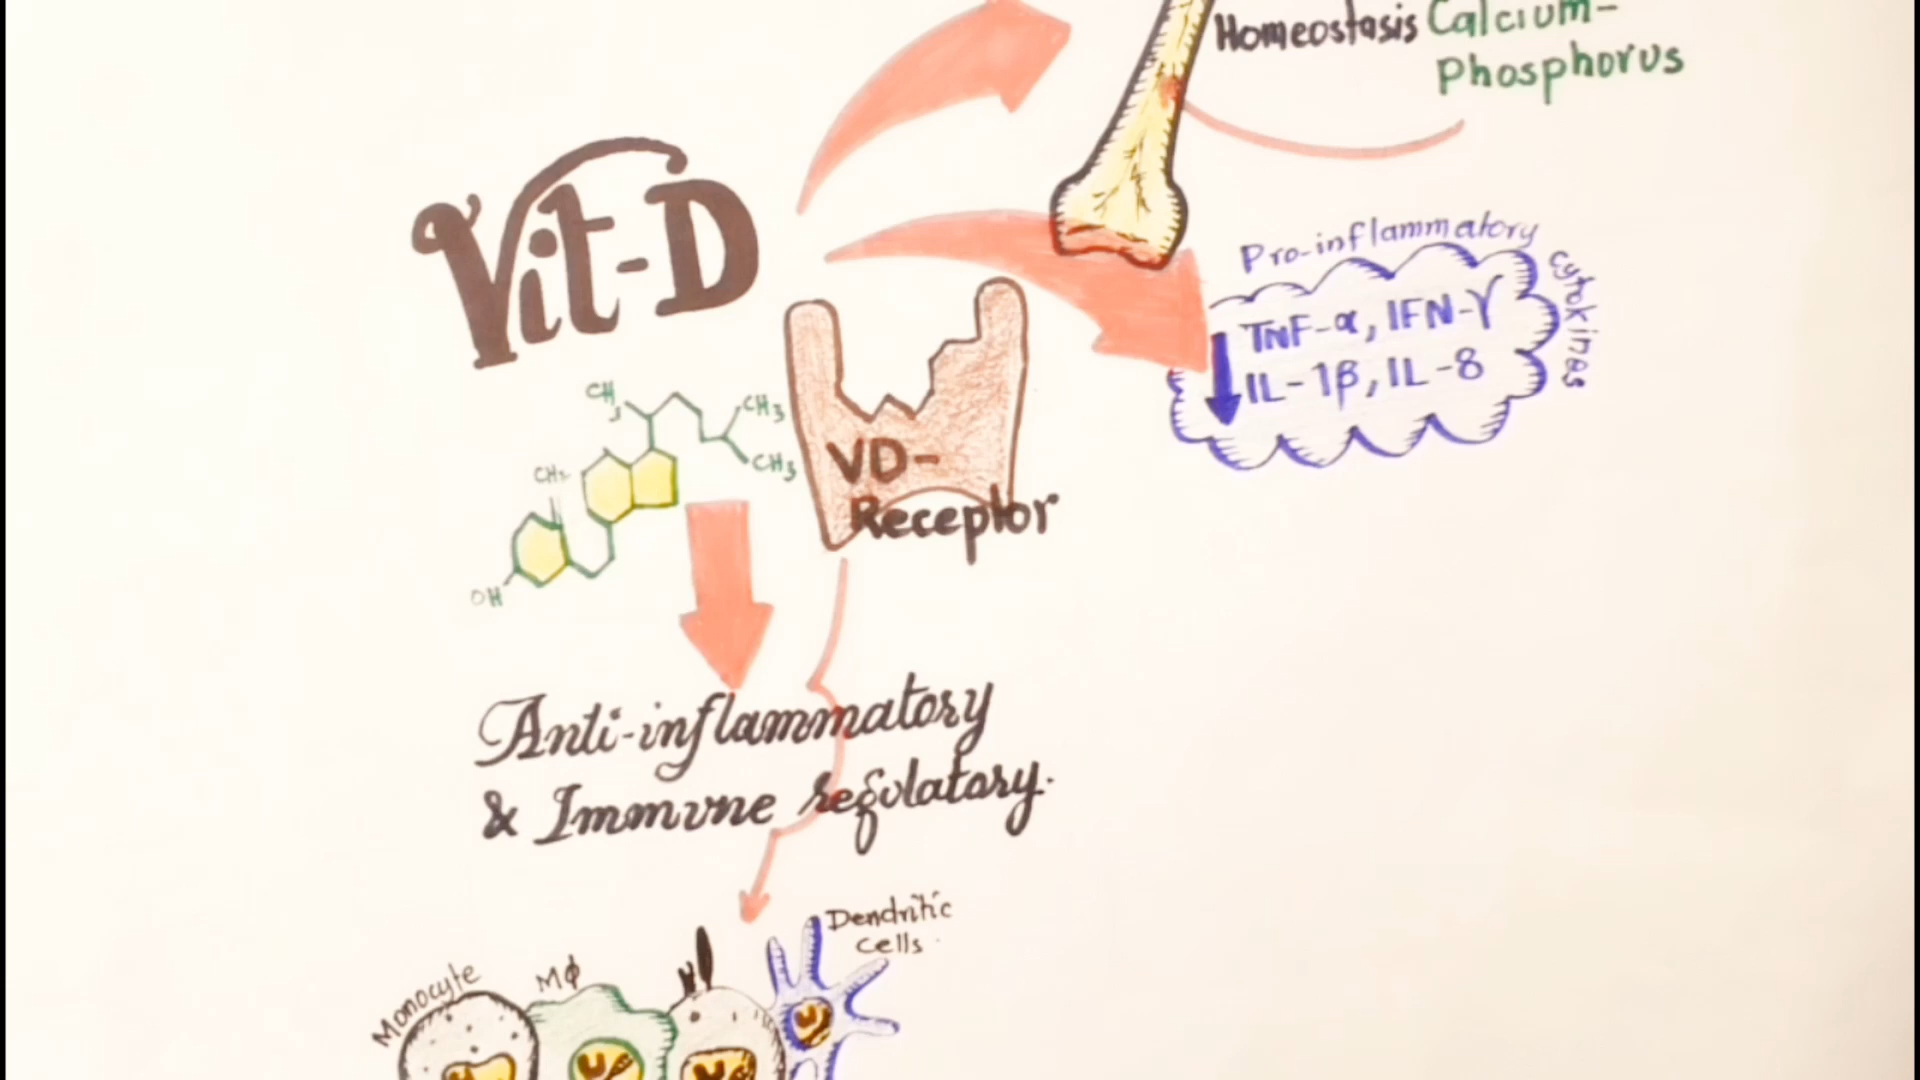 Homeostasis Calcium-
Phosphorus
Vit-D
Pro-inflammatory
cytokines
TNF-α, IFN-γ
IL-1β, IL-8
CH3
CH3
CH3
CH2
OH
VD-
Receptor
Anti-inflammatory
& Immune regulatory.
Dendritic
cells
Monocyte
MΦ